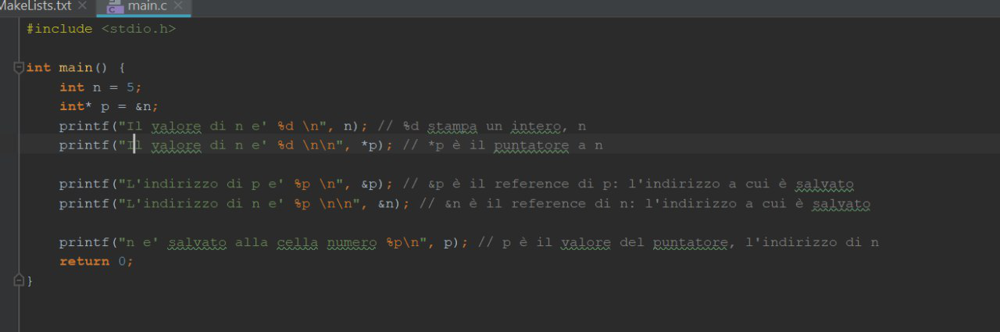 MakeLists.txt × main.c ×
#include <stdio.h>
int main() {
int n = 5;
int* p = &n;
printf("Il valore di n e' %d \n", n); // %d stampa un intero, n
printf("Il valore di n e' %d \n\n", *p); // *p è il puntatore a n
printf("L'indirizzo di p e' %p \n", &p); // &p è il reference di p: l'indirizzo a cui è salvato
printf("L'indirizzo di n e' %p \n\n", &n); // &n è il reference di n: l'indirizzo a cui è salvato
printf("n e' salvato alla cella numero %p\n", p); // p è il valore del puntatore, l'indirizzo di n
return 0;
}